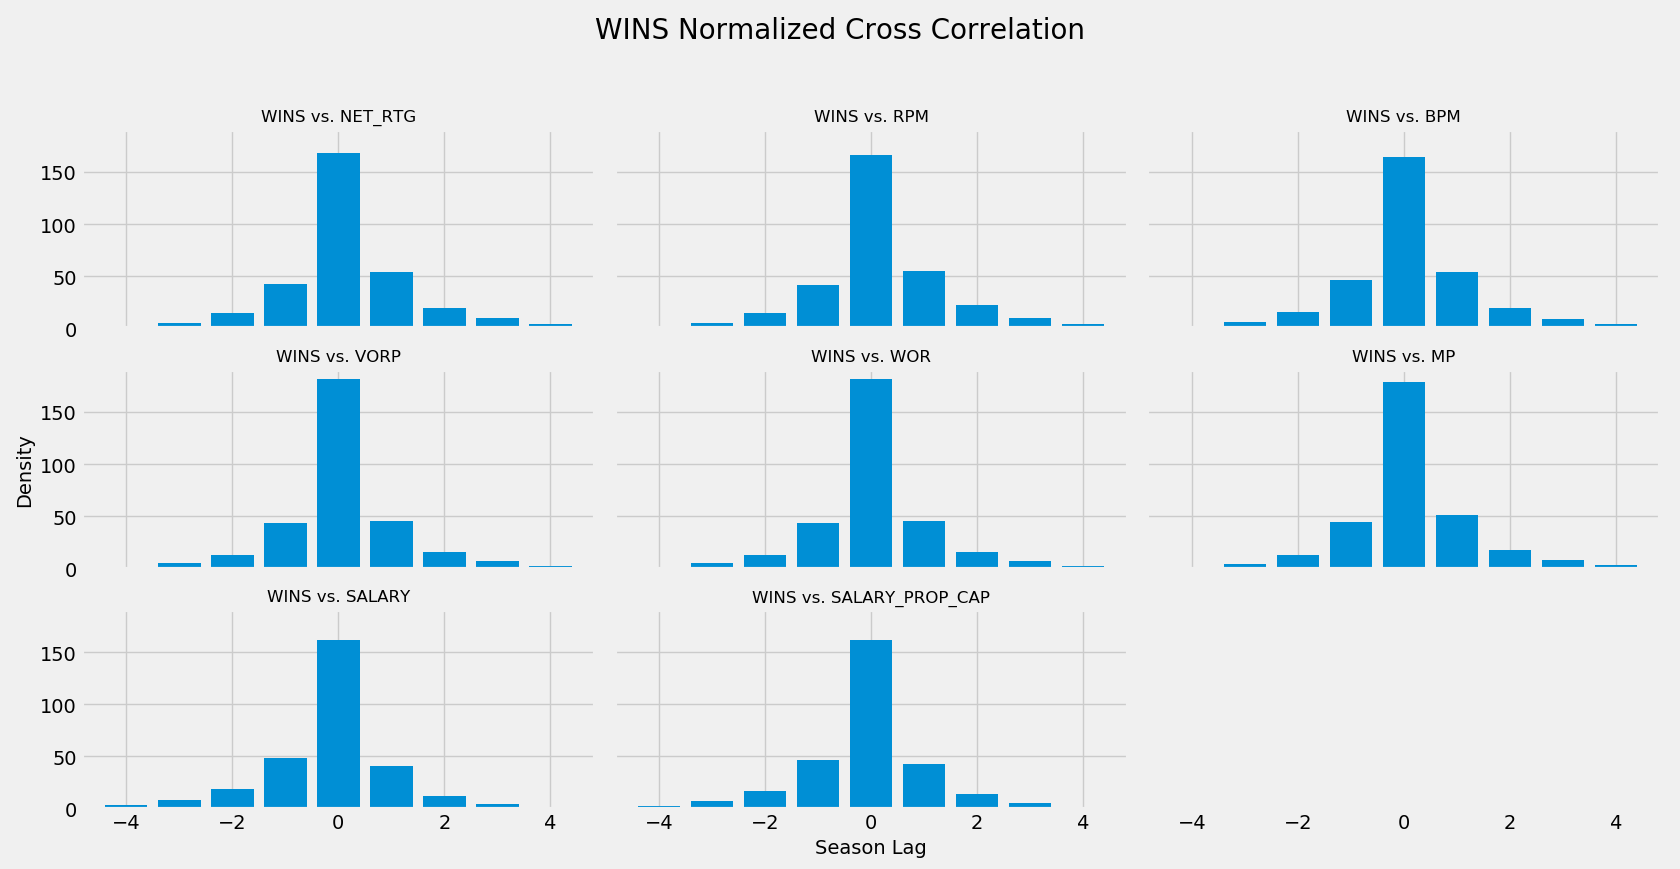 WINS Normalized Cross Correlation
WINS vs. NET_RTG
WINS vs. RPM
WINS vs. BPM
150
100
50
0
WINS vs. VORP
WINS vs. WOR
WINS vs. MP
150
100
50
0
Density
WINS vs. SALARY
WINS vs. SALARY_PROP_CAP
150
100
50
0
−4 −2 0 2 4
−4 −2 0 2 4
−4 −2 0 2 4
Season Lag